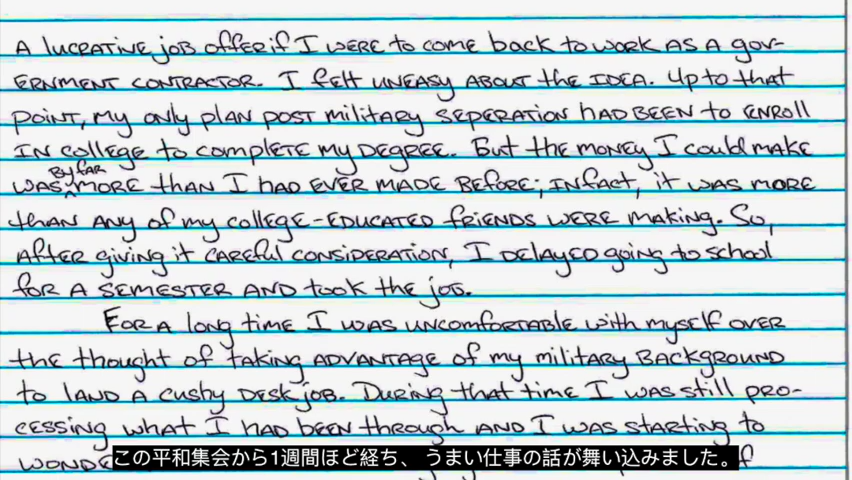 A lucrative job offer if I were to come back to work as a gov-
ernment contractor. I felt uneasy about the idea. Up to that
point, my only plan post military seperation had been to enroll
in college to complete my degree. But the money I could make
was by far more than I had ever made before; infact, it was more
than any of my college-educated friends were making. So,
after giving it careful consideration, I delayed going to school
for a semester and took the job.
For a long time I was uncomfortable with myself over
the thought of taking advantage of my military background
to land a cushy desk job. During that time I was still pro-
cessing what I had been through and I was starting to
この平和集会から1週間ほど経ち、 うまい仕事の話が舞い込みました。